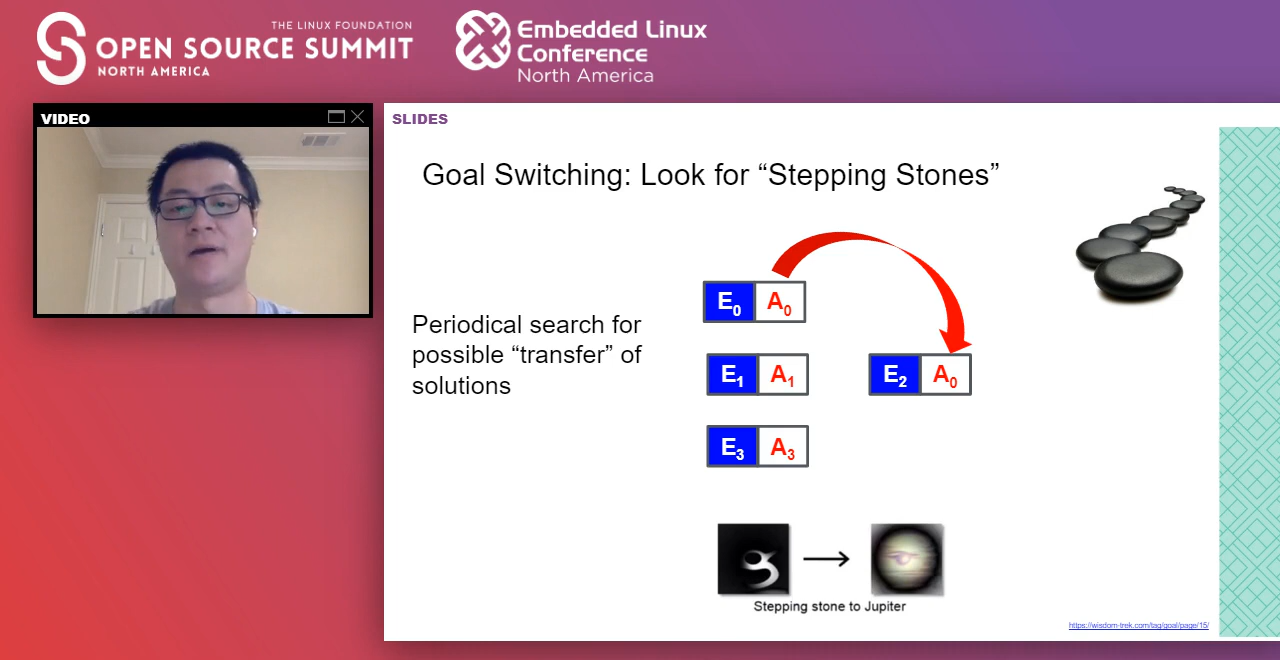 THE LINUX FOUNDATION
OPEN SOURCE SUMMIT
NORTH AMERICA
Embedded Linux
Conference
North America
VIDEO
SLIDES
Goal Switching: Look for “Stepping Stones”
E0 A0
Periodical search for
possible “transfer” of
solutions
E1 A1
E2 A0
E3 A3
Stepping stone to Jupiter
https://wisdom-trek.com/tag/goal/page/15/